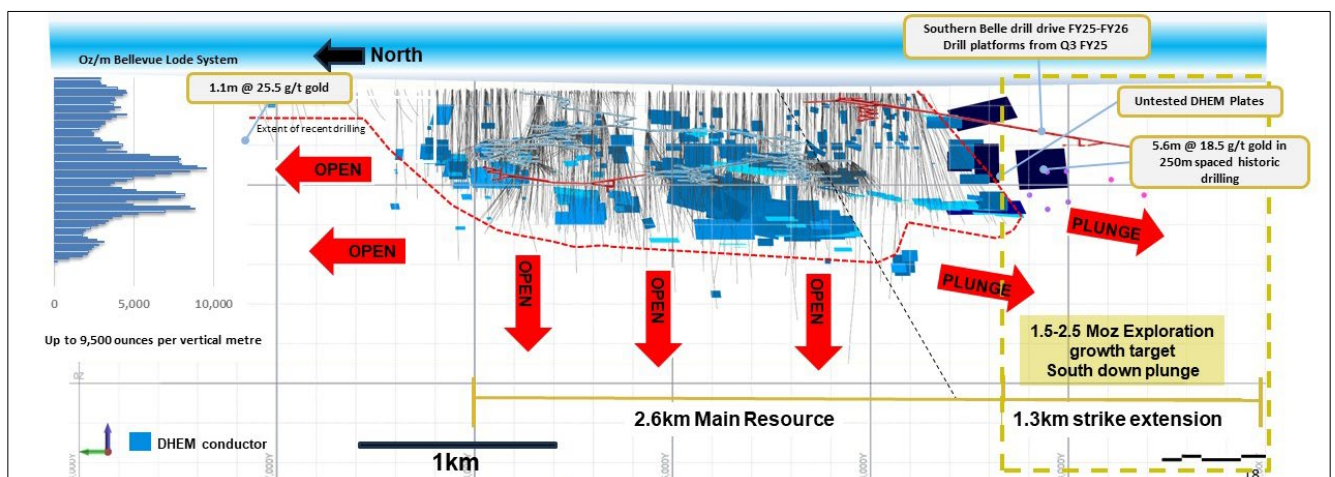 Oz/m Bellevue Lode System
North
Southern Belle drill drive FY25-FY26
Drill platforms from Q3 FY25
1.1m @ 25.5 g/t gold
Extent of recent drilling
Untested DHEM Plates
5.6m @ 18.5 g/t gold in
250m spaced historic
drilling
OPEN
OPEN
OPEN
OPEN
OPEN
PLUNGE
PLUNGE
0
5,000
10,000
Up to 9,500 ounces per vertical metre
1.5-2.5 Moz Exploration
growth target
South down plunge
2.6km Main Resource
1.3km strike extension
DHEM conductor
1km